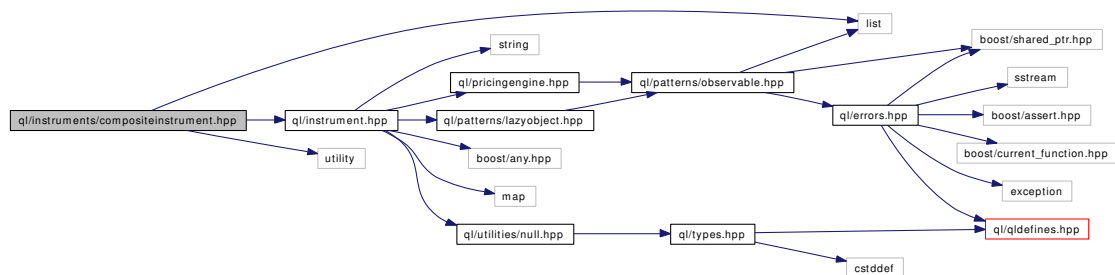 list
boost/shared_ptr.hpp
string
sstream
ql/pricingengine.hpp
ql/patterns/observable.hpp
ql/instruments/compositeinstrument.hpp
ql/instrument.hpp
ql/patterns/lazyobject.hpp
ql/errors.hpp
boost/assert.hpp
utility
boost/any.hpp
boost/current_function.hpp
map
exception
ql/utilities/null.hpp
ql/types.hpp
ql/qldefines.hpp
cstddef